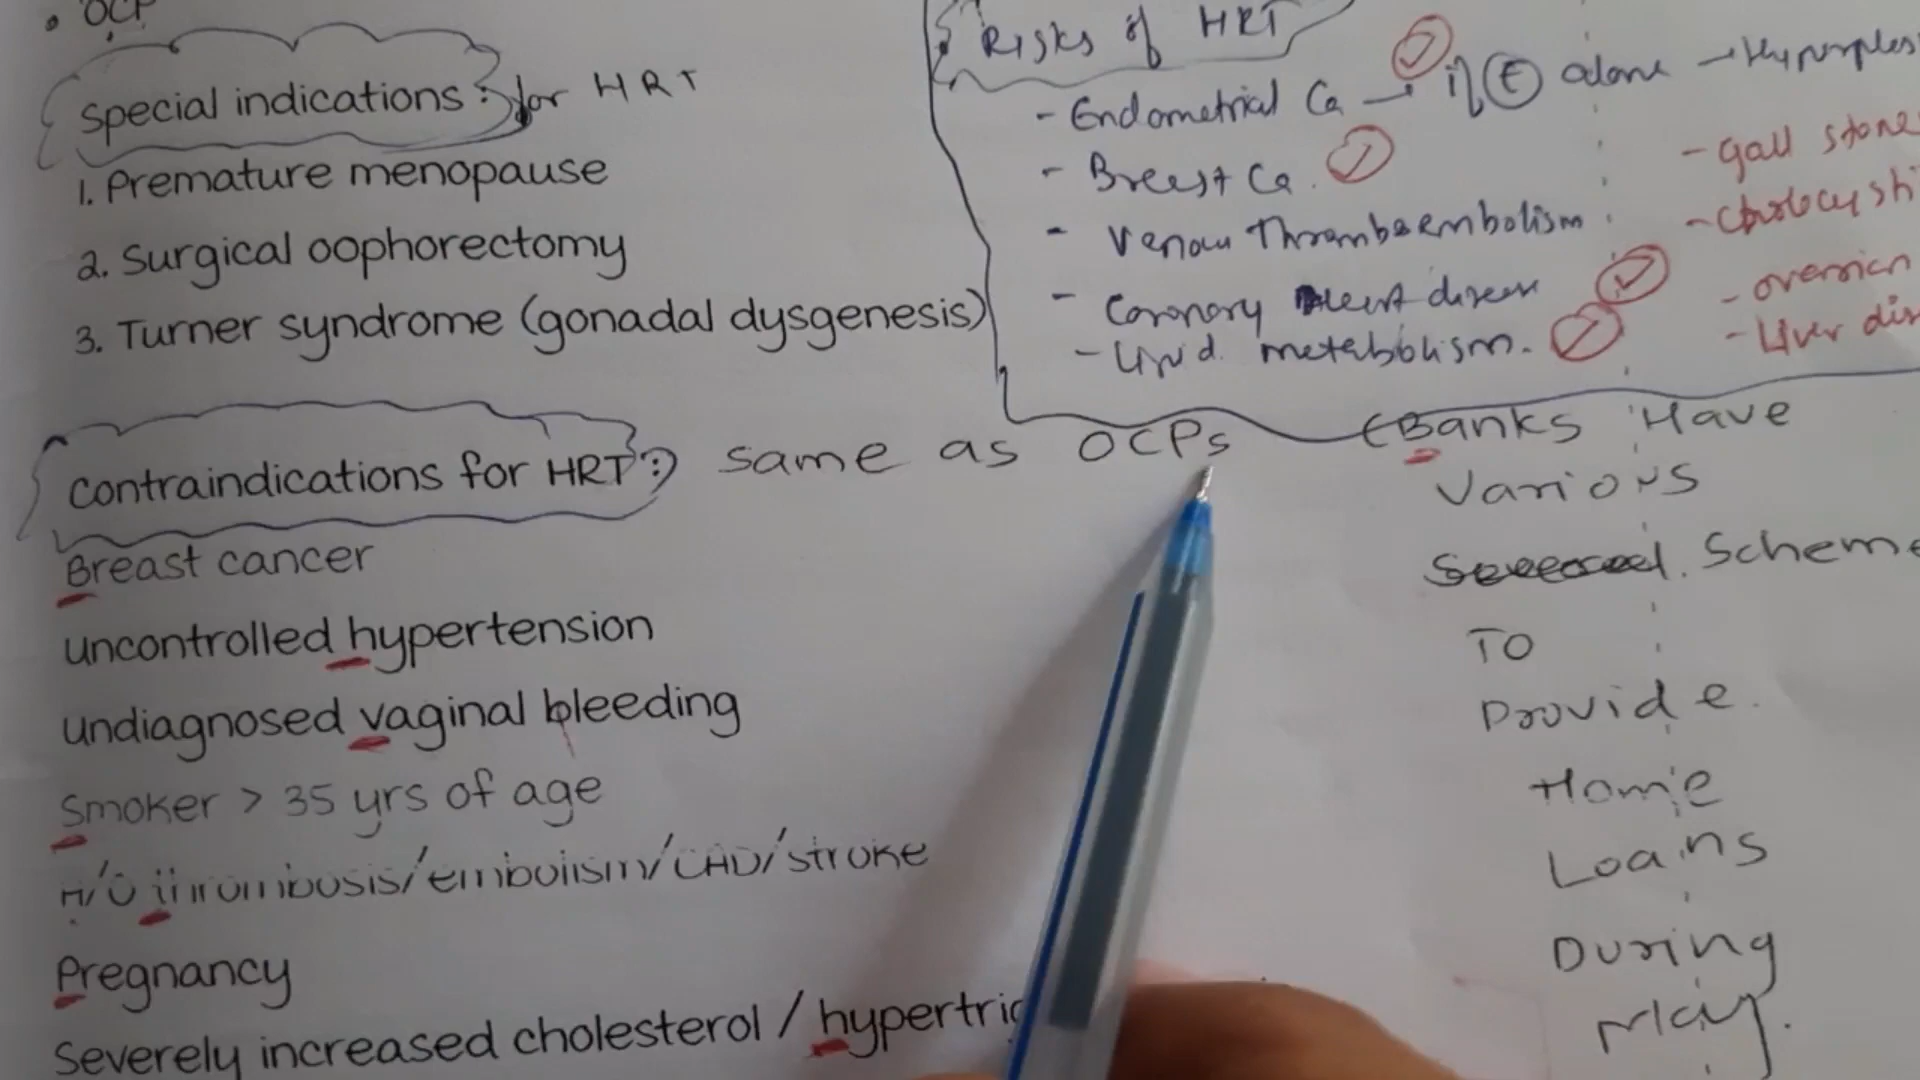 • OCP
Special indications : for HRT
1. Premature menopause
2. Surgical oophorectomy
3. Turner syndrome (gonadal dysgenesis)
Risks of HRT
- Endometrial Ca → if E alone →
- Breast Ca.
- Venous Thromboembolism
- Coronary Heart disease
- Lipid metabolism.
- Gall stone
-
-
- Liver
Contraindications for HRT :) same as OCPs
Breast cancer
Uncontrolled hypertension
Undiagnosed vaginal bleeding
Smoker > 35 yrs of age
H/O thrombosis/embolism/CAD/stroke
Pregnancy
Severely increased cholesterol / hypertrig
(Banks Have
Various
Scheme
To
Provide.
Home
Loans
During
May.